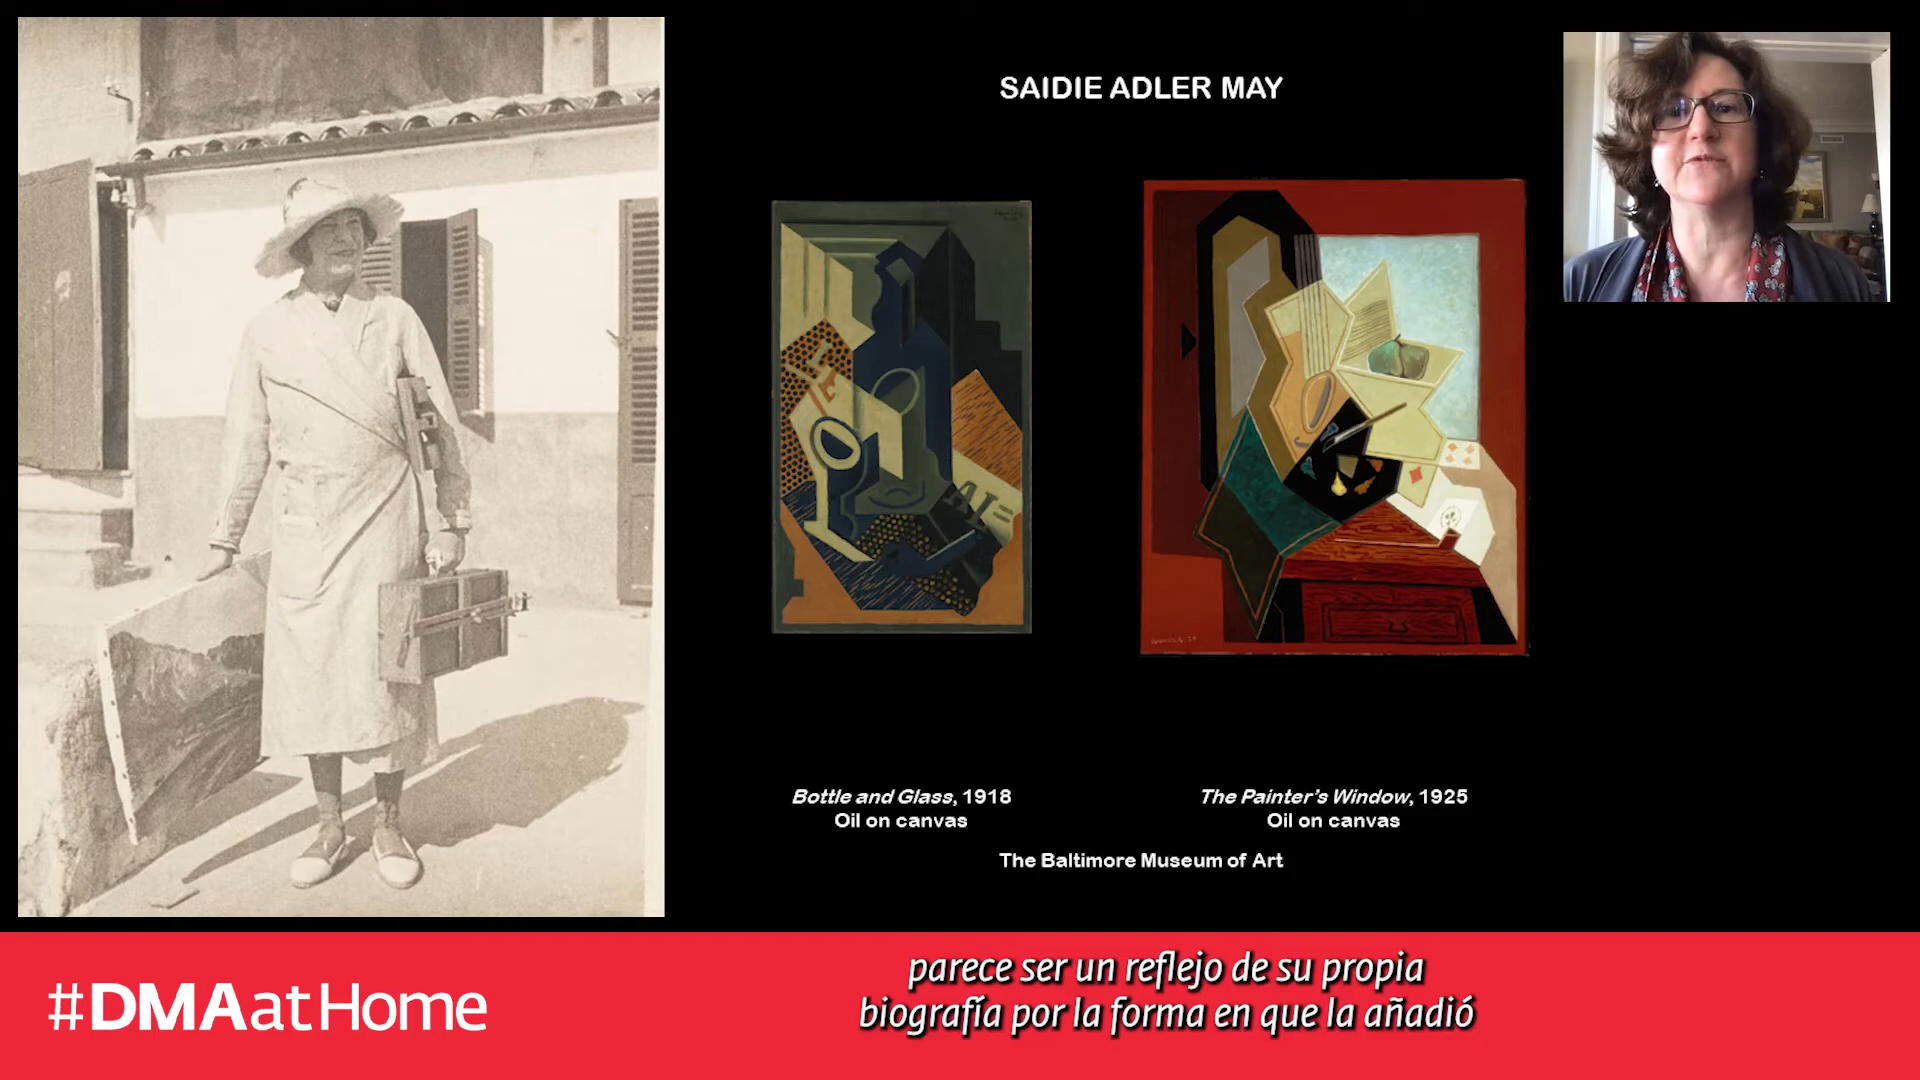 SAIDIE ADLER MAY
Bottle and Glass, 1918
Oil on canvas
The Painter's Window, 1925
Oil on canvas
The Baltimore Museum of Art
#DMAatHome
parece ser un reflejo de su propia
biografía por la forma en que la añadió